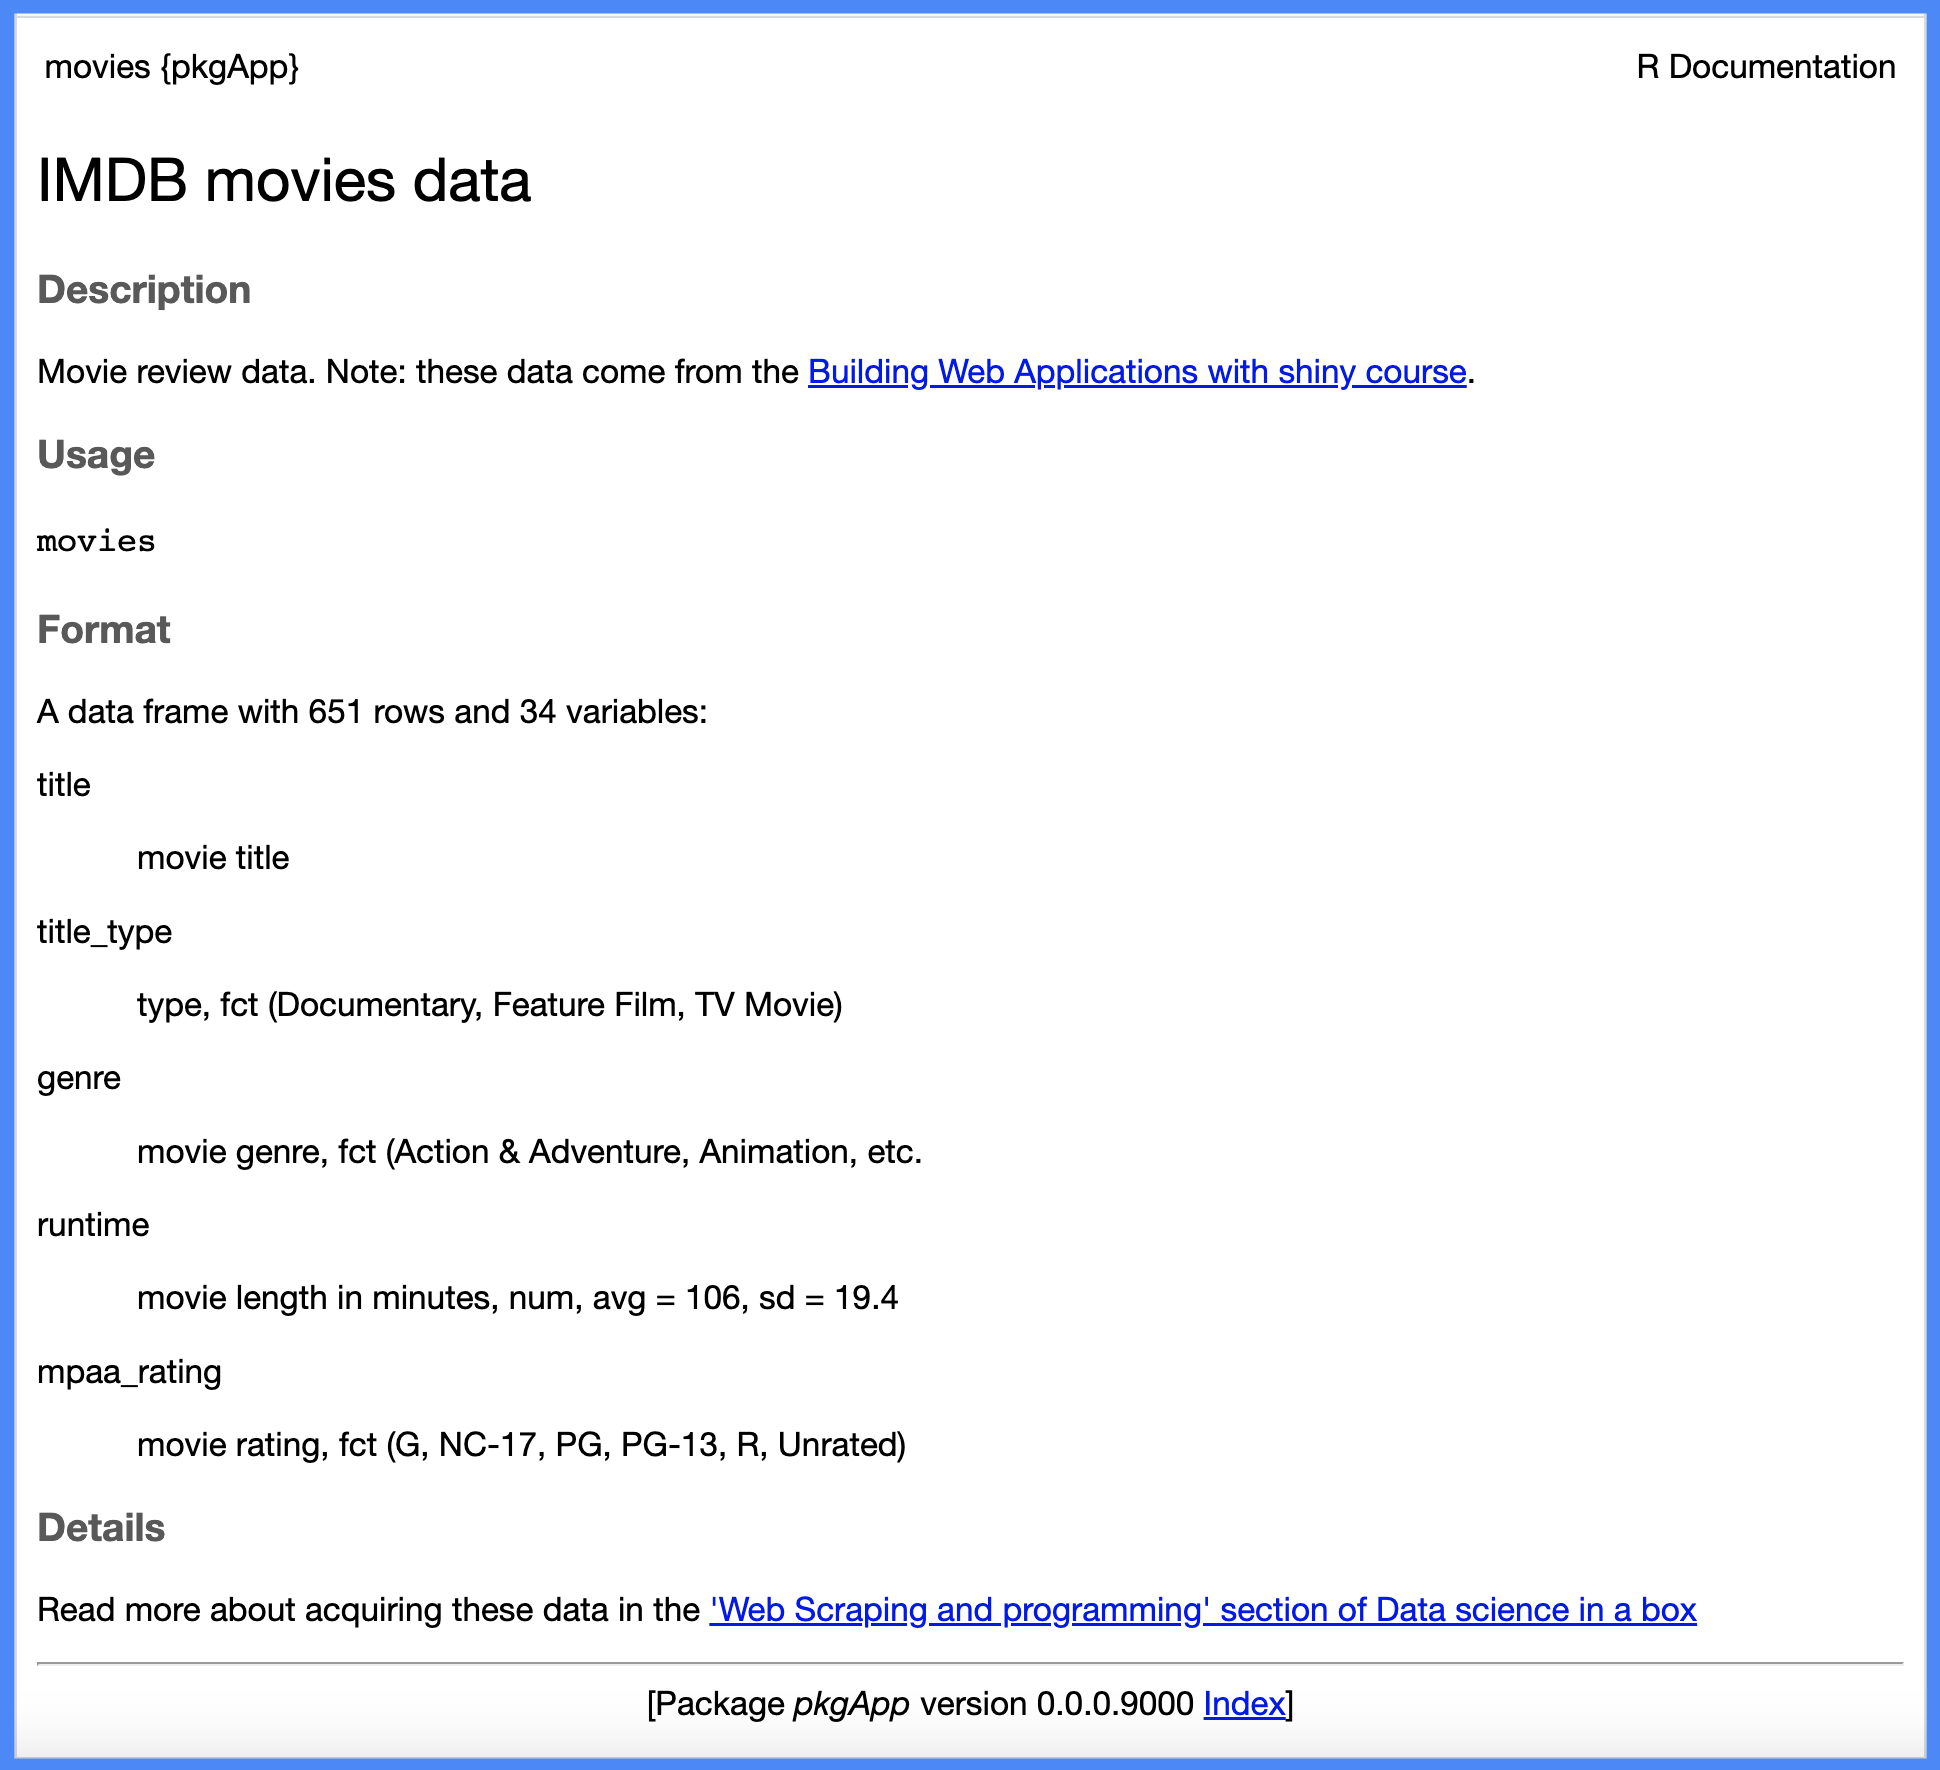 movies {pkgApp} R Documentation
IMDB movies data
Description
Movie review data. Note: these data come from the Building Web Applications with shiny course.
Usage
movies
Format
A data frame with 651 rows and 34 variables:
title
movie title
title_type
type, fct (Documentary, Feature Film, TV Movie)
genre
movie genre, fct (Action & Adventure, Animation, etc.
runtime
movie length in minutes, num, avg = 106, sd = 19.4
mpaa_rating
movie rating, fct (G, NC-17, PG, PG-13, R, Unrated)
Details
Read more about acquiring these data in the 'Web Scraping and programming' section of Data science in a box
[Package pkgApp version 0.0.0.9000 Index]